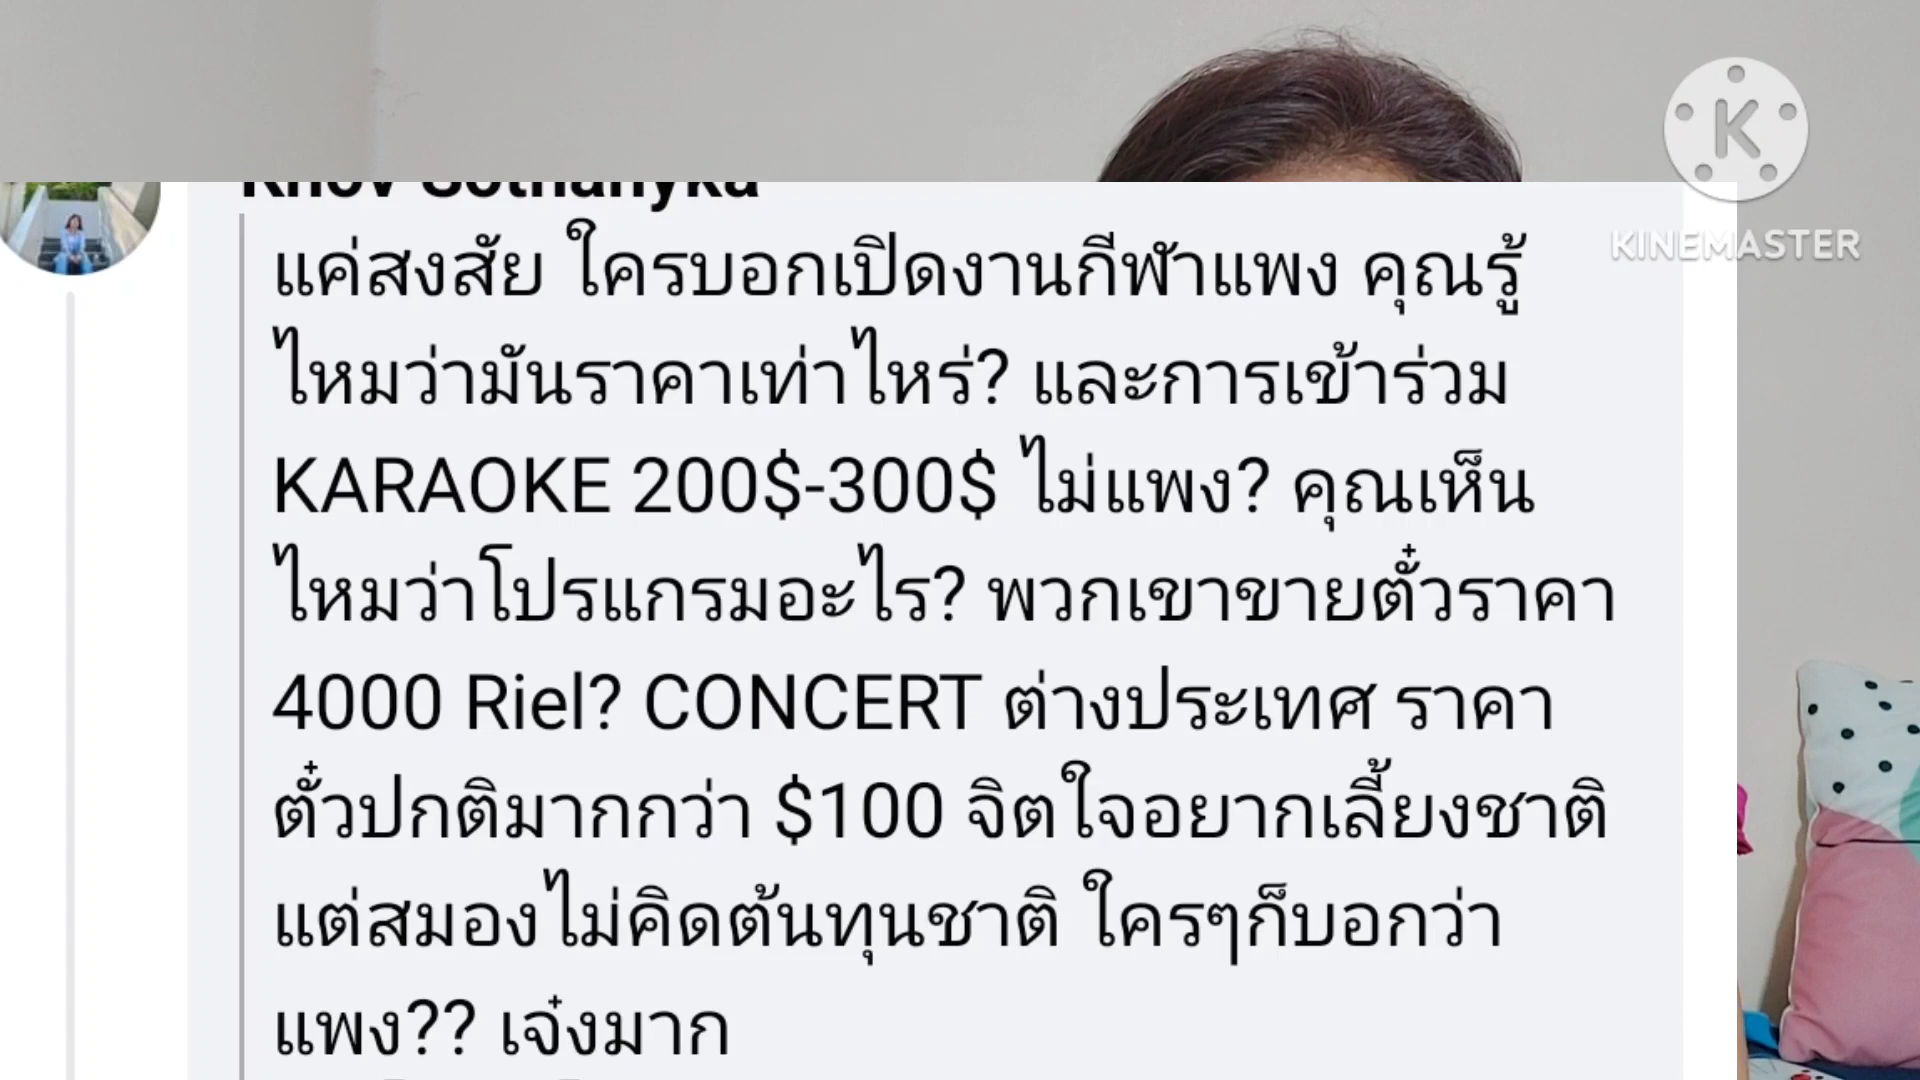 Khov Sothanyka
แค่สงสัย ใครบอกเปิดงานกีฬาแพง คุณรู้
ไหมว่ามันราคาเท่าไหร่? และการเข้าร่วม
KARAOKE 200$-300$ ไม่แพง? คุณเห็น
ไหมว่าโปรแกรมอะไร? พวกเขาขายตั๋วราคา
4000 Riel? CONCERT ต่างประเทศ ราคา
ตั๋วปกติมากกว่า $100 จิตใจอยากเลี้ยงชาติ
แต่สมองไม่คิดต้นทุนชาติ ใครๆก็บอกว่า
แพง?? เจ๋งมาก
K
KINEMASTER